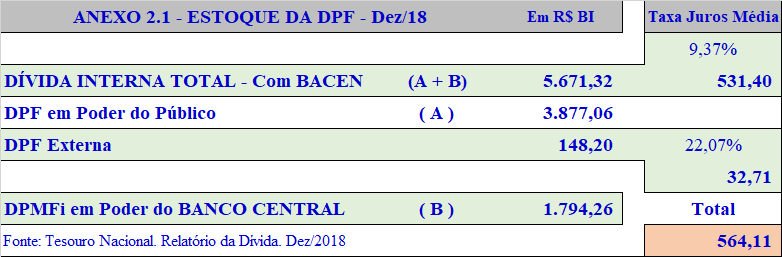 ANEXO 2.1 - ESTOQUE DA DPF - Dez/18 Em R$ BI Taxa Juros Média
9,37%
DÍVIDA INTERNA TOTAL - Com BACEN (A + B) 5.671,32 531,40
DPF em Poder do Público ( A ) 3.877,06
DPF Externa 148,20 22,07%
32,71
DPMFi em Poder do BANCO CENTRAL ( B ) 1.794,26 Total
Fonte: Tesouro Nacional. Relatório da Dívida. Dez/2018 564,11